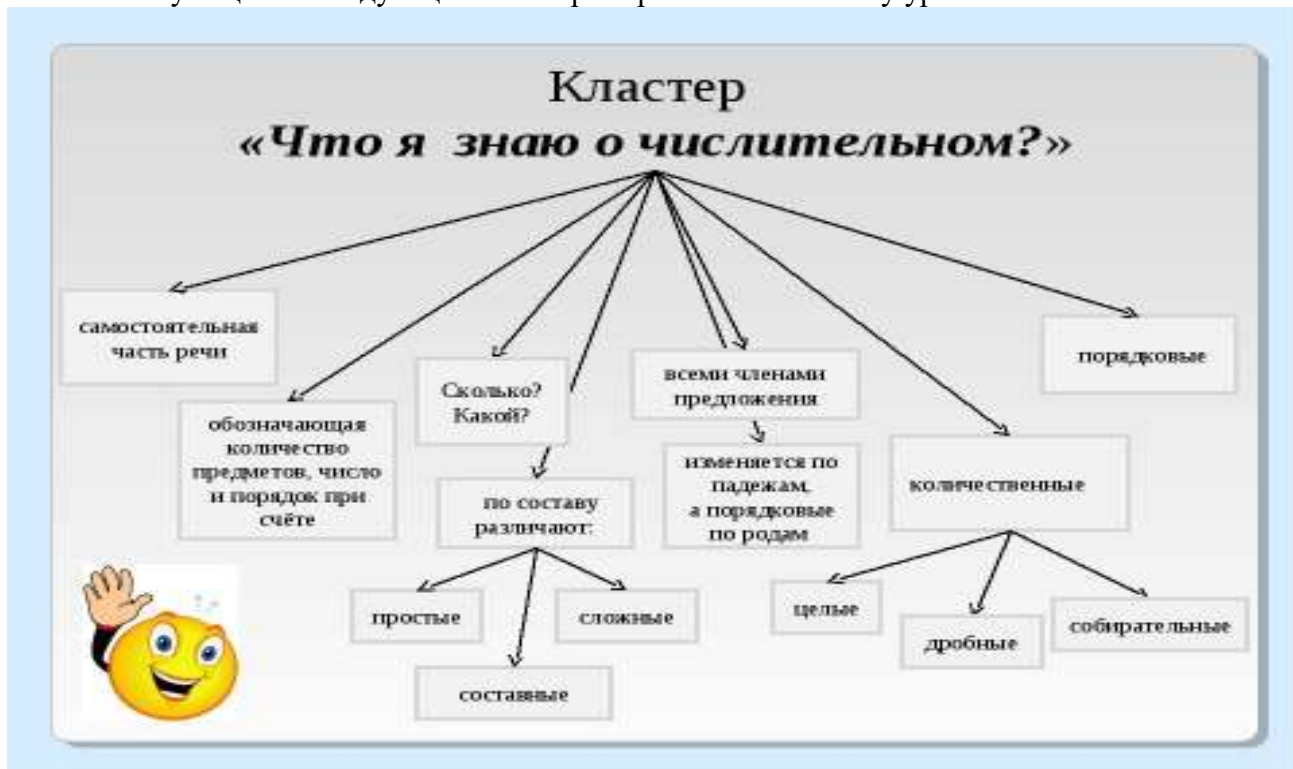 Кластер
«Что я знаю о числительном?»
самостоятельная
часть речи
обозначающая
количество
предметов, число
и порядок при
счёте
Сколько?
Какой?
по составу
различают:
простые
составные
сложные
всеми членами
предложения
изменяется по
падежам,
а порядковые
по родам
количественные
целые
дробные
собирательные
порядковые